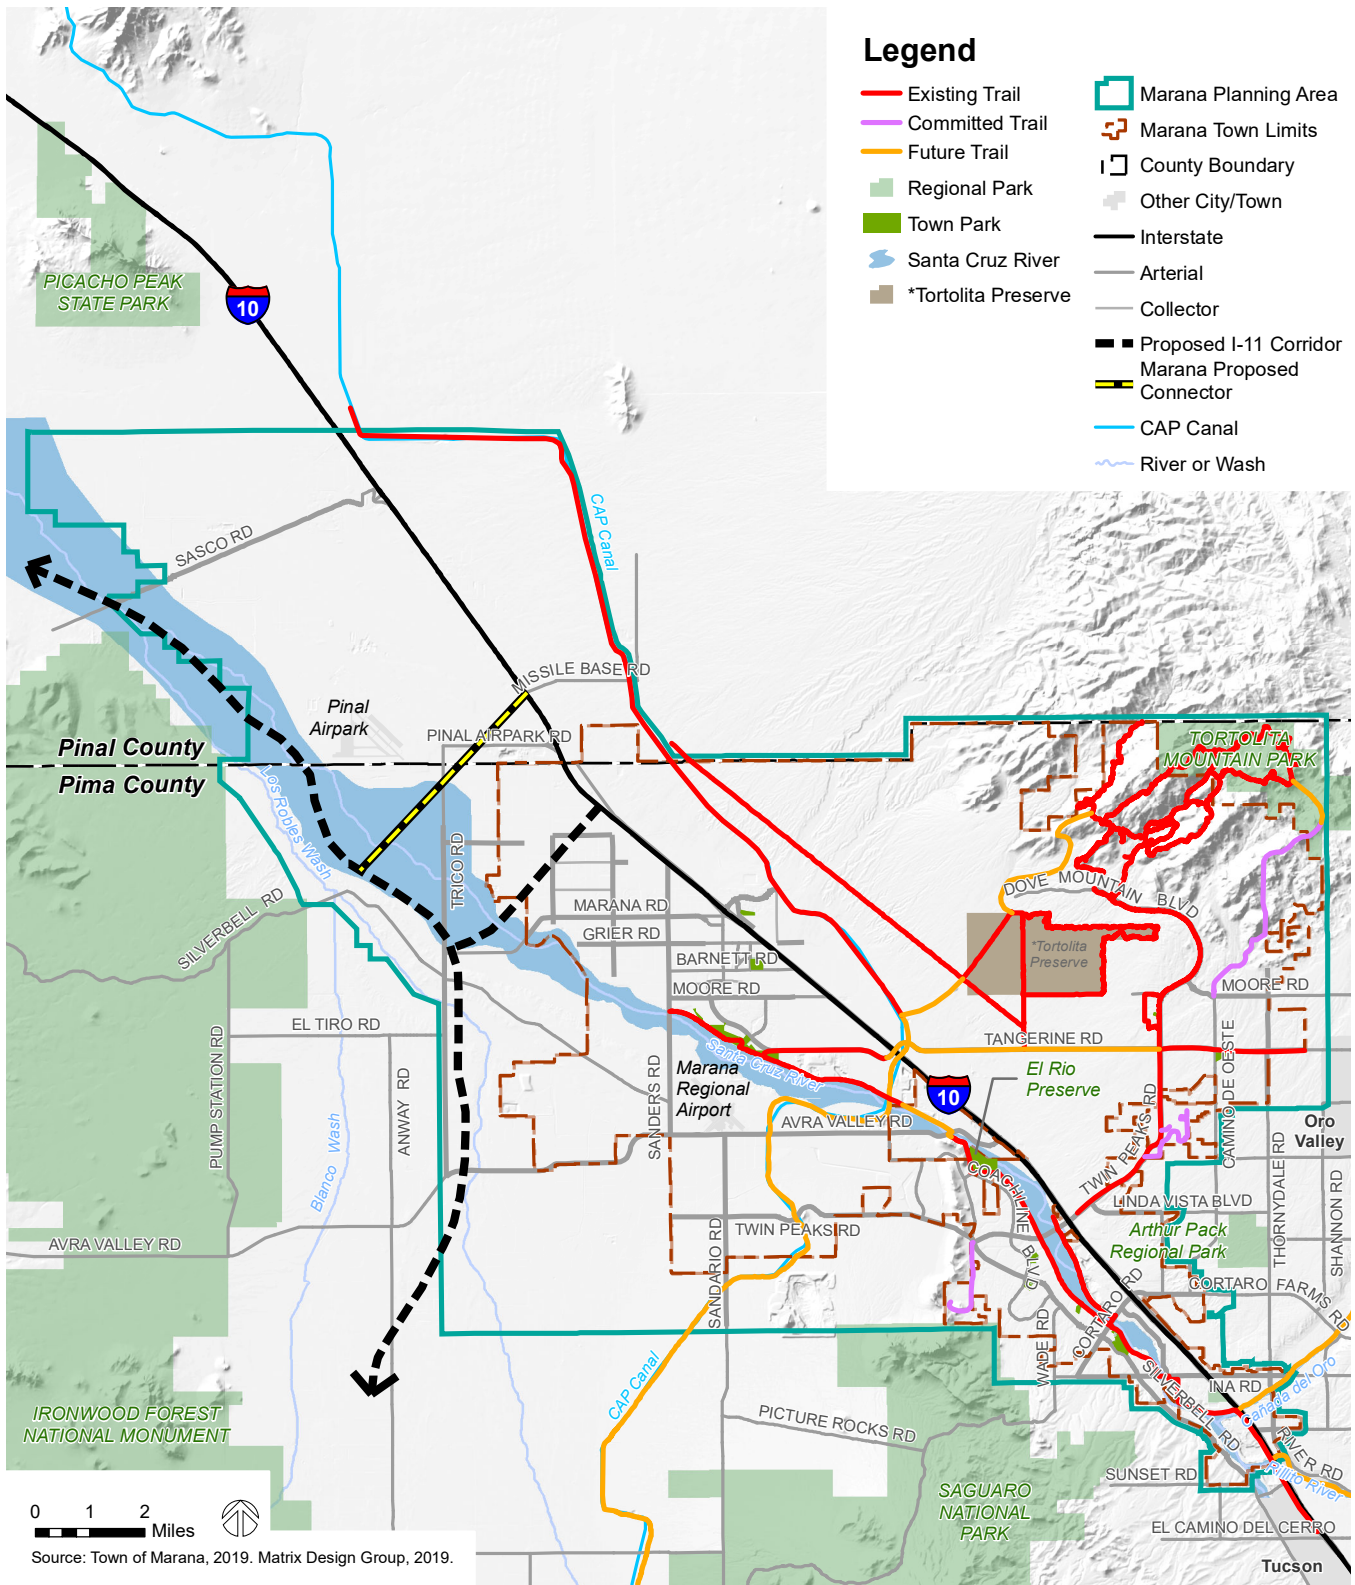 Legend
Existing Trail
Committed Trail
Future Trail
Regional Park
Town Park
Santa Cruz River
*Tortolita Preserve
Marana Planning Area
Marana Town Limits
County Boundary
Other City/Town
Interstate
Arterial
Collector
Proposed I-11 Corridor
Marana Proposed
Connector
CAP Canal
River or Wash
PICACHO PEAK
STATE PARK
10
CAP Canal
SASCO RD
MISSILE BASE RD
Pinal
Airpark
PINAL AIRPARK RD
Pinal County
Pima County
TORTOLITA
MOUNTAIN PARK
Los Robles Wash
TRICO RD
SILVERBELL RD
MARANA RD
GRIER RD
BARNETT RD
MOORE RD
DOVE MOUNTAIN BLVD
*Tortolita
Preserve
MOORE RD
EL TIRO RD
TANGERINE RD
PUMP STATION RD
ANWAY RD
SANDERS RD
Santa Cruz River
Marana
Regional
Airport
El Rio
Preserve
10
AVRA VALLEY RD
CAMINO DE OESTE
Oro
Valley
Blanco Wash
TWIN PEAKS RD
COACHLINE BLVD
LINDA VISTA BLVD
THORNYDALE RD
SHANNON RD
AVRA VALLEY RD
SANDARIO RD
TWIN PEAKS RD
Arthur Pack
Regional Park
CORTARO FARMS RD
CORTARO RD
WADE RD
CAP Canal
SILVERBELL RD
INA RD
Cañada del Oro
IRONWOOD FOREST
NATIONAL MONUMENT
PICTURE ROCKS RD
RIVER RD
Rillito River
SUNSET RD
SAGUARO
NATIONAL
PARK
EL CAMINO DEL CERRO
Tucson
0 1 2
Miles
Source: Town of Marana, 2019. Matrix Design Group, 2019.